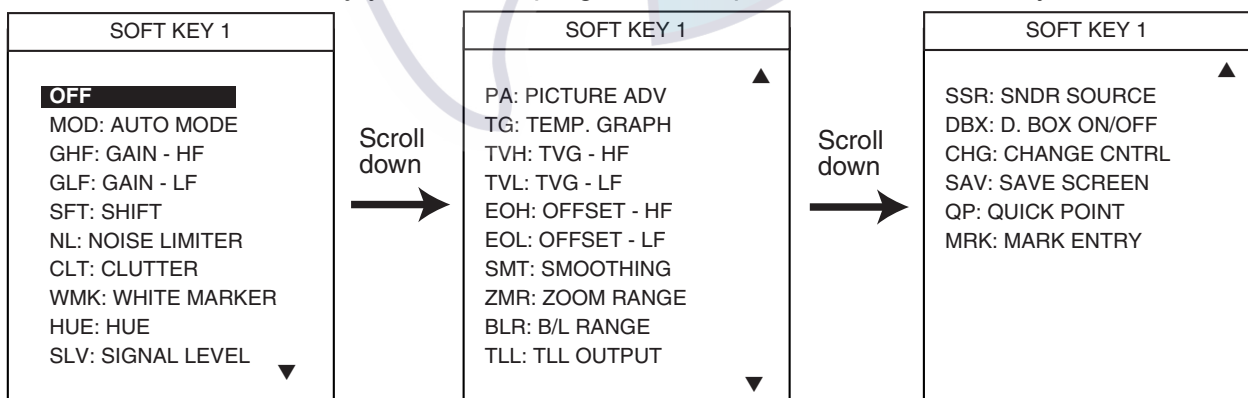 SOFT KEY 1
OFF
MOD: AUTO MODE
GHF: GAIN - HF
GLF: GAIN - LF
SFT: SHIFT
NL: NOISE LIMITER
CLT: CLUTTER
WMK: WHITE MARKER
HUE: HUE
SLV: SIGNAL LEVEL
▼
Scroll
down
SOFT KEY 1
▲
PA: PICTURE ADV
TG: TEMP. GRAPH
TVH: TVG - HF
TVL: TVG - LF
EOH: OFFSET - HF
EOL: OFFSET - LF
SMT: SMOOTHING
ZMR: ZOOM RANGE
BLR: B/L RANGE
TLL: TLL OUTPUT
▼
Scroll
down
SOFT KEY 1
▲
SSR: SNDR SOURCE
DBX: D. BOX ON/OFF
CHG: CHANGE CNTRL
SAV: SAVE SCREEN
QP: QUICK POINT
MRK: MARK ENTRY